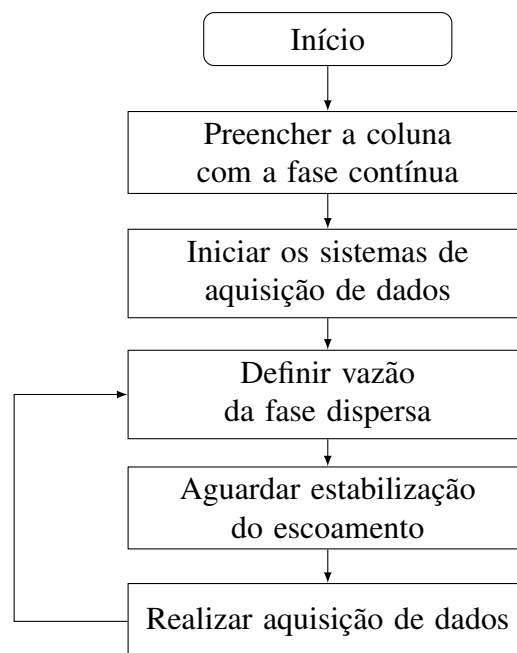 Início
Preencher a coluna
com a fase contínua
Iniciar os sistemas de
aquisição de dados
Definir vazão
da fase dispersa
Aguardar estabilização
do escoamento
Realizar aquisição de dados